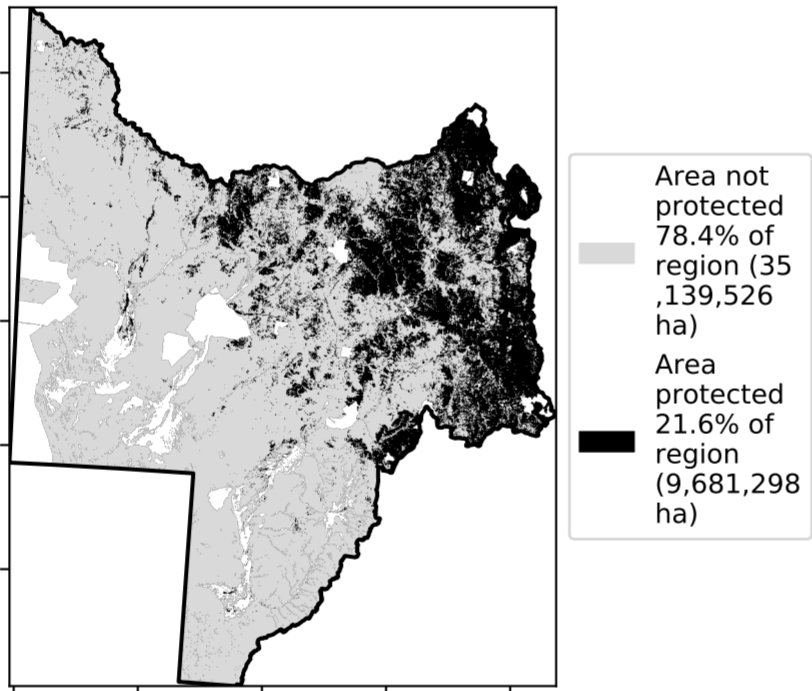 Area not
protected
78.4% of
region (35
,139,526
ha)
Area
protected
21.6% of
region
(9,681,298
ha)